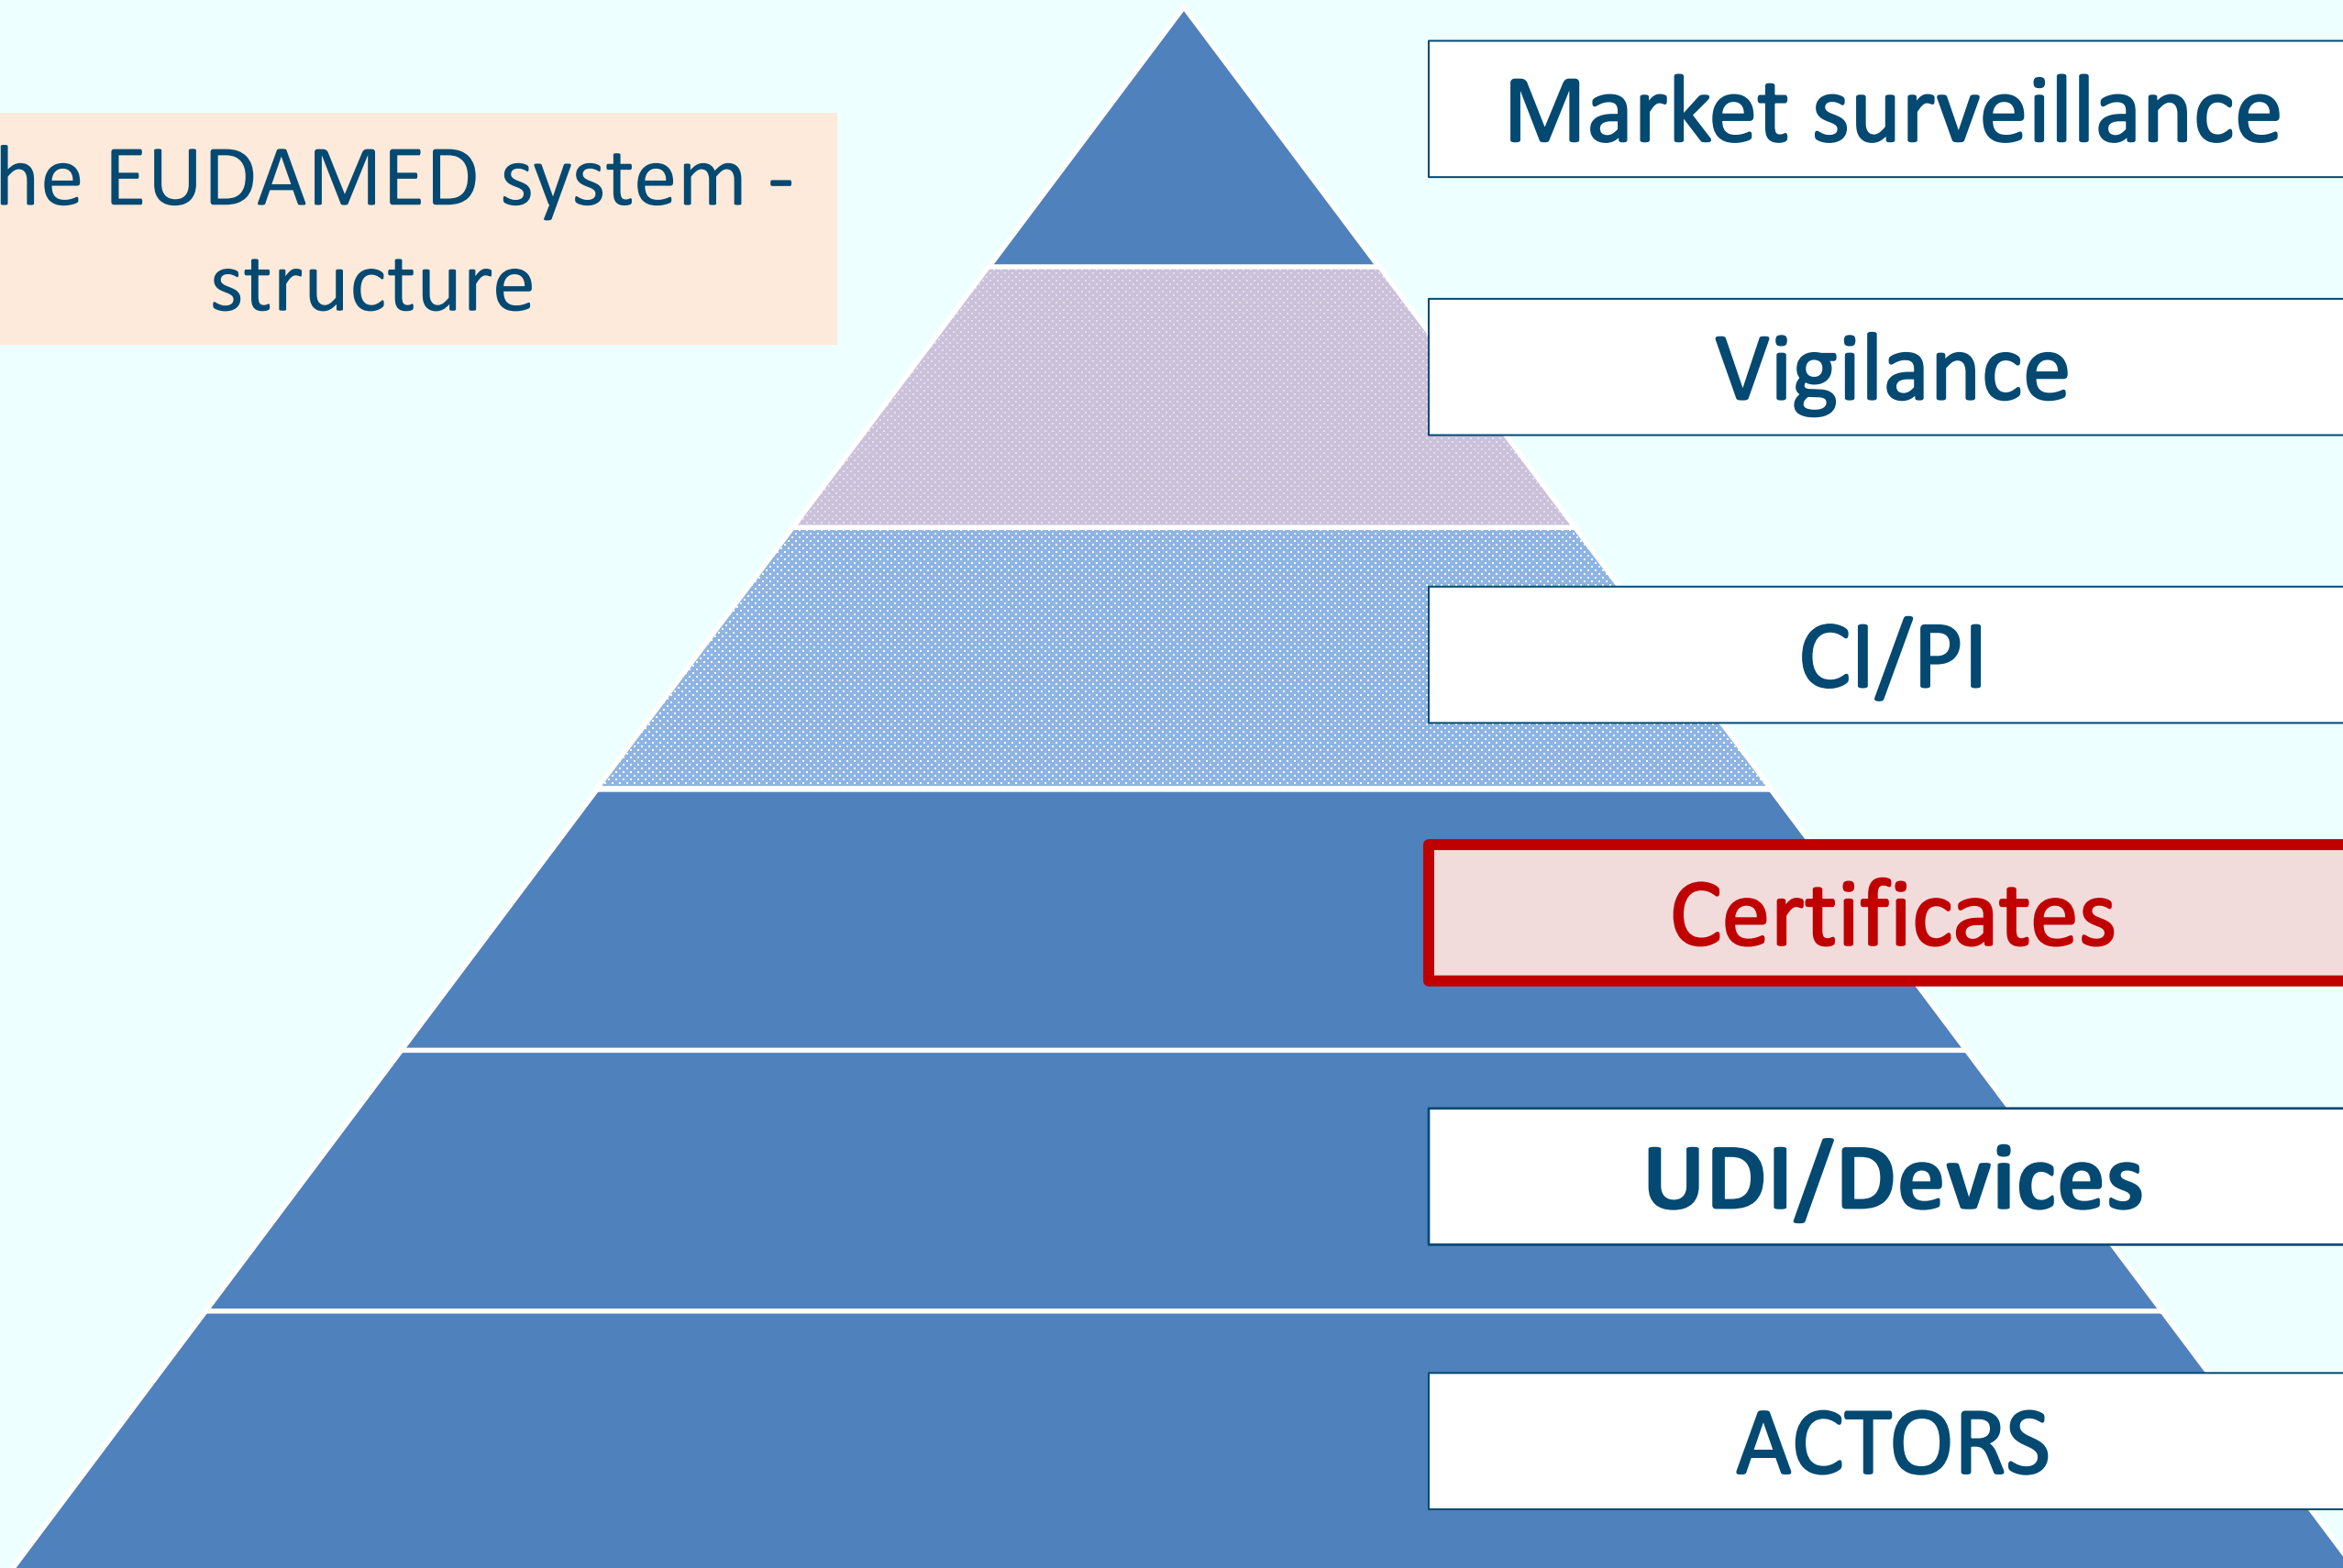 he EUDAMED system -
structure
Market surveillance
Vigilance
CI/PI
Certificates
UDI/Devices
ACTORS